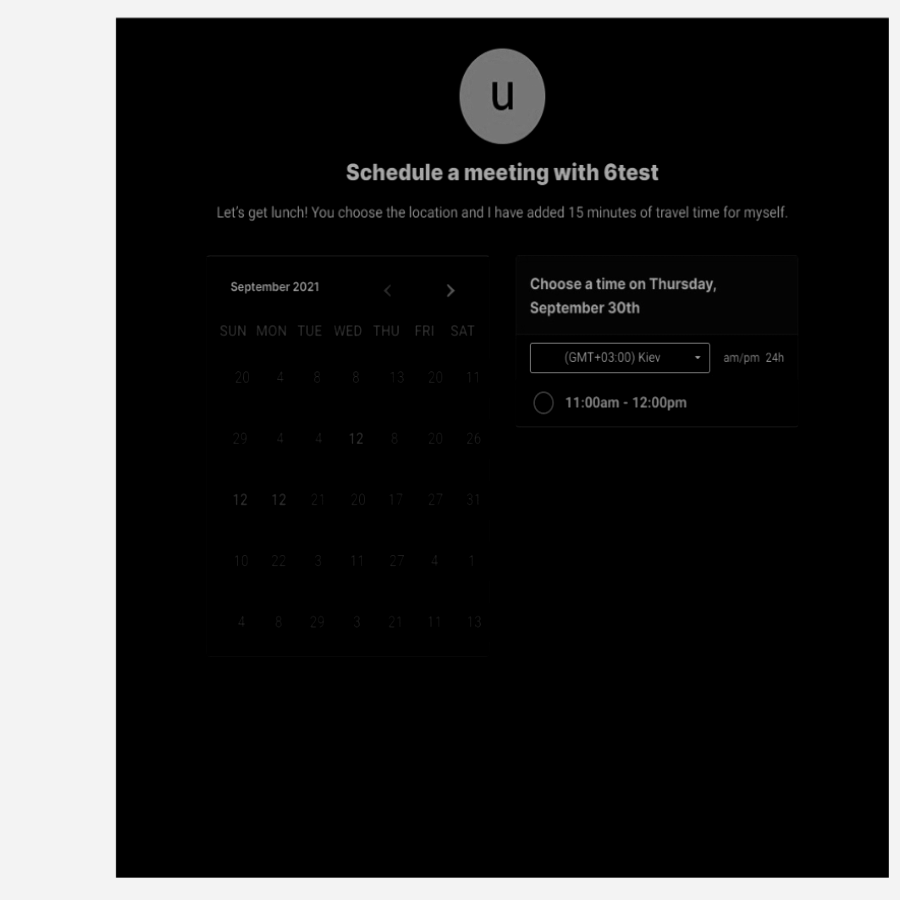 u
Schedule a meeting with 6test
Let's get lunch! You choose the location and I have added 15 minutes of travel time for myself.
September 2021
SUN MON TUE WED THU FRI SAT
20 4 8 8 13 20 11
29 4 4 12 8 20 26
12 12 21 20 17 27 31
10 22 3 11 27 4 1
4 8 29 3 21 11 13
Choose a time on Thursday,
September 30th
(GMT+03:00) Kiev am/pm 24h
11:00am - 12:00pm